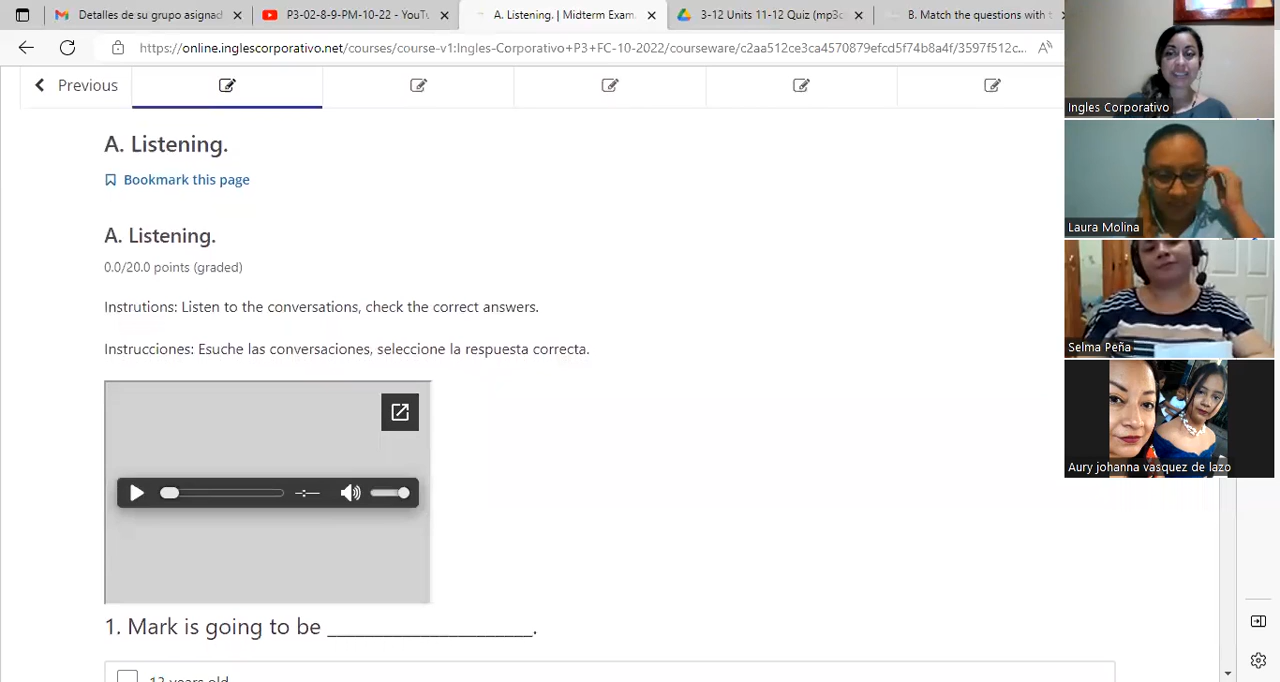 Detalles de su grupo asignad
P3-02-8-9-PM-10-22 - YouTu
A. Listening. | Midterm Exam.
3-12 Units 11-12 Quiz (mp3c
B. Match the questions with t
https://online.inglescorporativo.net/courses/course-v1:Ingles-Corporativo+P3+FC-10-2022/courseware/c2aa512ce3ca4570879efcd5f74b8a4f/3597f512c...
Previous
A. Listening.
Bookmark this page
A. Listening.
0.0/20.0 points (graded)
Instrutions: Listen to the conversations, check the correct answers.
Instrucciones: Esuche las conversaciones, seleccione la respuesta correcta.
1. Mark is going to be ____________________.
13 years old
Ingles Corporativo
Laura Molina
Selma Peña
Aury johanna vasquez de lazo